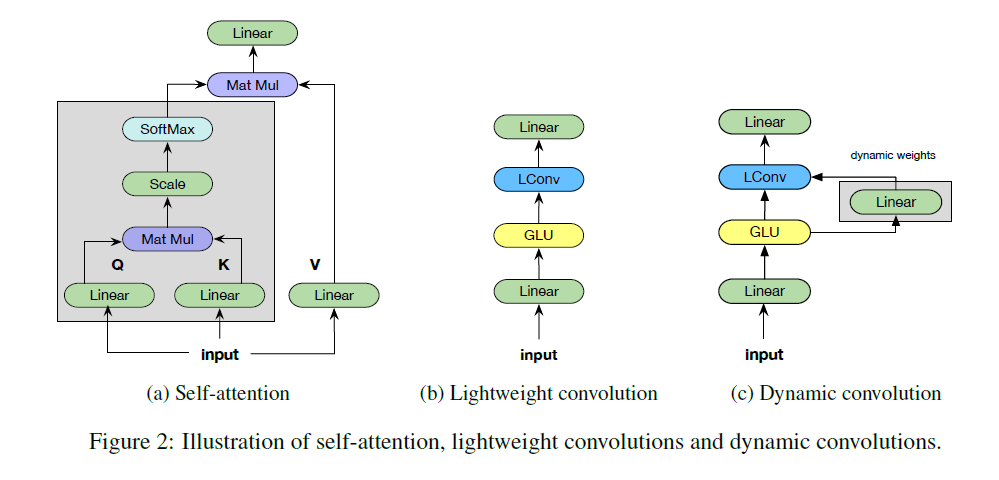 Linear
Mat Mul
SoftMax
Scale
Mat Mul
Q
K
V
Linear
Linear
Linear
input
(a) Self-attention
Linear
LConv
GLU
Linear
input
(b) Lightweight convolution
Linear
dynamic weights
LConv
Linear
GLU
Linear
input
(c) Dynamic convolution
Figure 2: Illustration of self-attention, lightweight convolutions and dynamic convolutions.